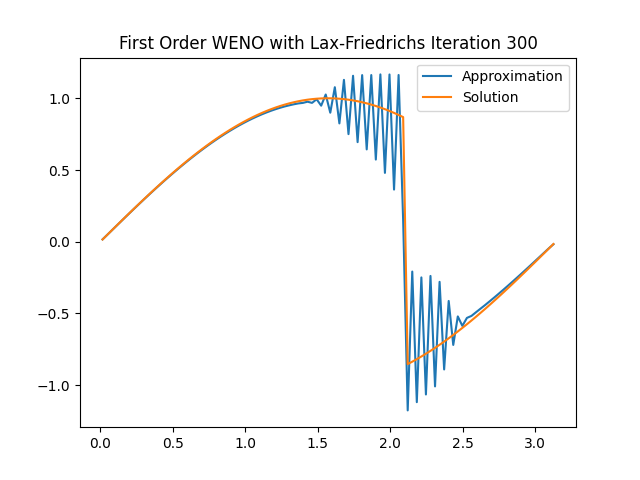 First Order WENO with Lax-Friedrichs Iteration 300
Approximation
Solution
1.0
0.5
0.0
−0.5
−1.0
0.0 0.5 1.0 1.5 2.0 2.5 3.0